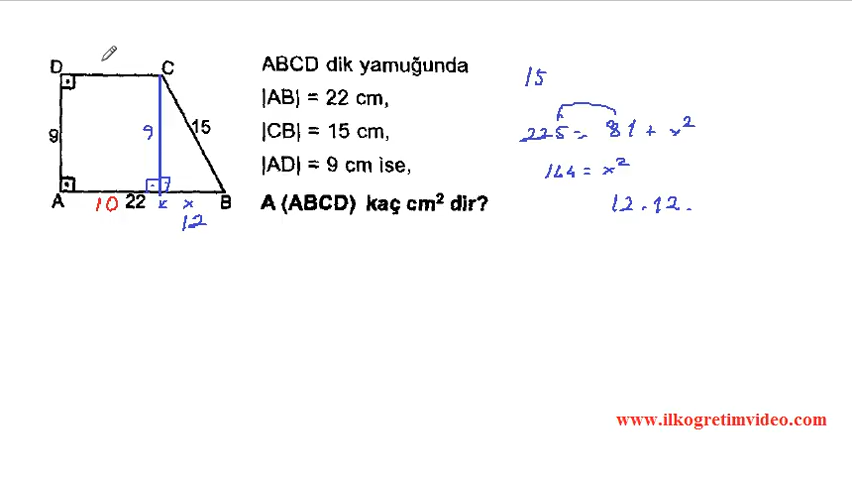 D C
ABCD dik yamuğunda
15
|AB| = 22 cm,
9 9 15
|CB| = 15 cm,
225 = 81 + x²
|AD| = 9 cm ise,
144 = x²
A 10 22 x B
12
A (ABCD) kaç cm² dir?
12.12.
www.ilkogretimvideo.com